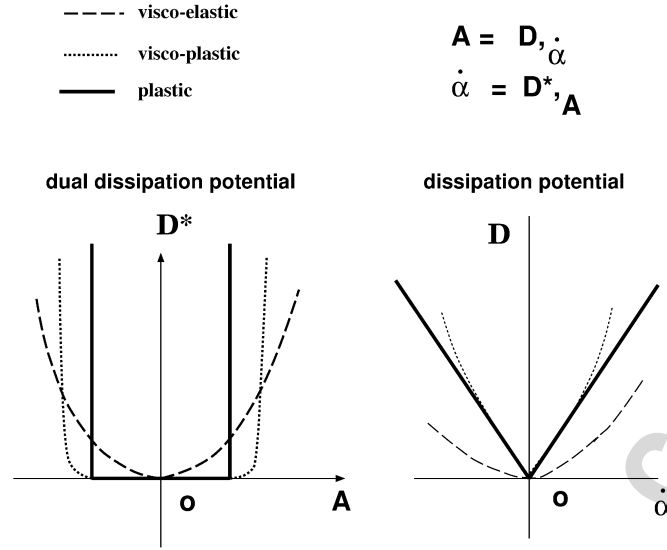 visco-elastic
visco-plastic
plastic
A = D,α̇
α̇ = D*,A
dual dissipation potential
dissipation potential
D*
D
O
A
O
α̇